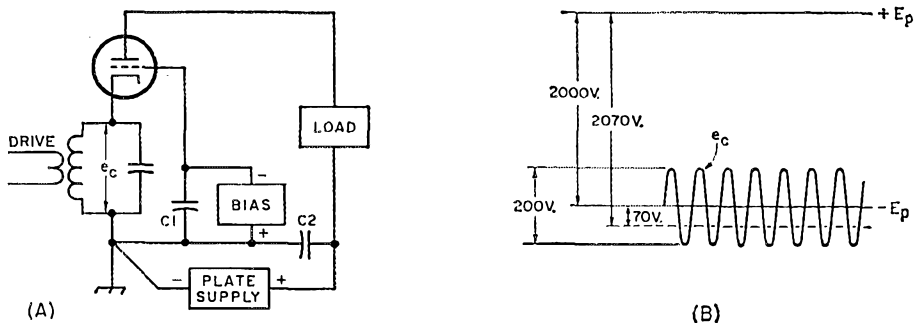 DRIVE
e_c
LOAD
C1
− BIAS +
C2
− PLATE SUPPLY +
(A)
+ E_p
2000V.
2070V.
e_c
200V.
70V.
− E_p
(B)